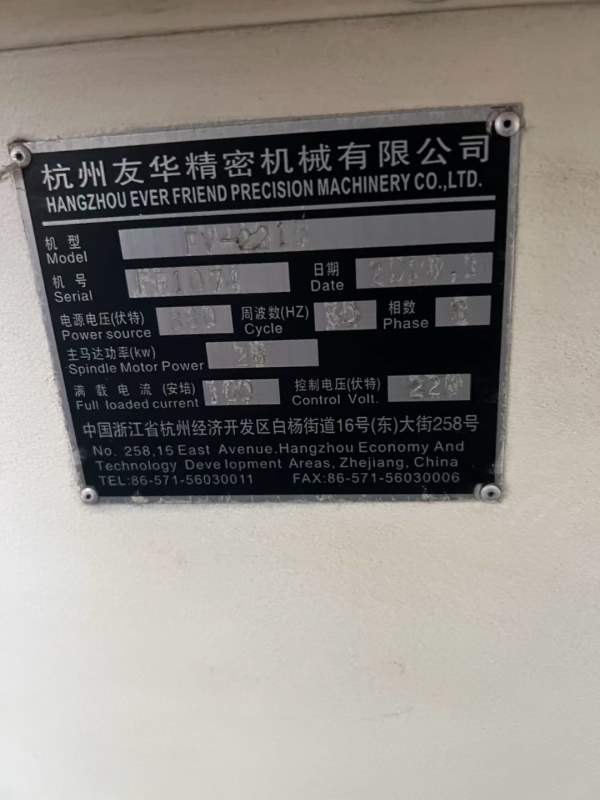 杭州友华精密机械有限公司
HANGZHOU EVER FRIEND PRECISION MACHINERY CO.,LTD.
机型
Model
机号 日期
Serial Date
电源电压(伏特) 380 周波数(HZ) 50 相数 3
Power source Cycle Phase
主马达功率(kw) 26
Spindle Motor Power
满载电流(安培) 100 控制电压(伏特) 220
Full loaded current Control Volt.
中国浙江省杭州经济开发区白杨街道16号(东)大街258号
No. 258,16 East Avenue.Hangzhou Economy And
Technology Development Areas, Zhejiang, China
TEL:86-571-56030011 FAX:86-571-56030006